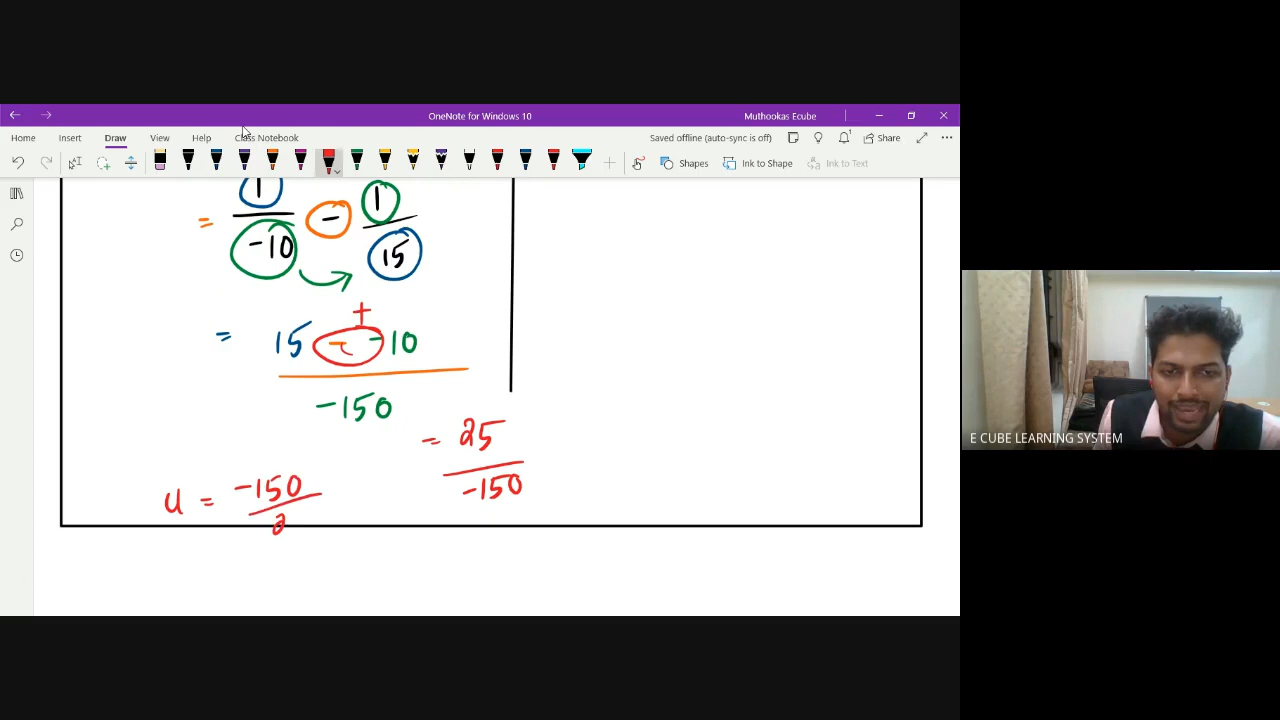 OneNote for Windows 10
Muthookas Ecube
Home Insert Draw View Help Class Notebook
Saved offline (auto-sync is off)
Share
Shapes
Ink to Shape
Ink to Text
= 1/-10 - 1/15
+
= 15 - -10
-150
= 25
-150
u = -150
2
E CUBE LEARNING SYSTEM